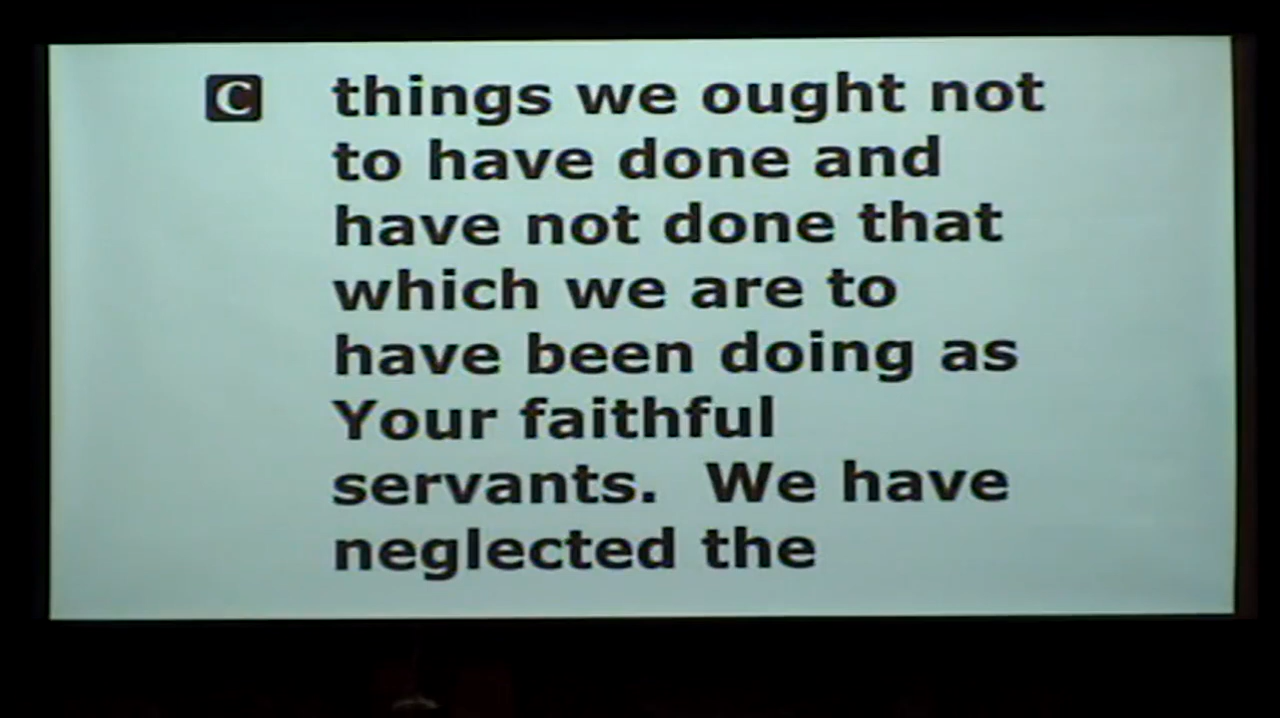 C things we ought not
to have done and
have not done that
which we are to
have been doing as
Your faithful
servants.  We have
neglected the